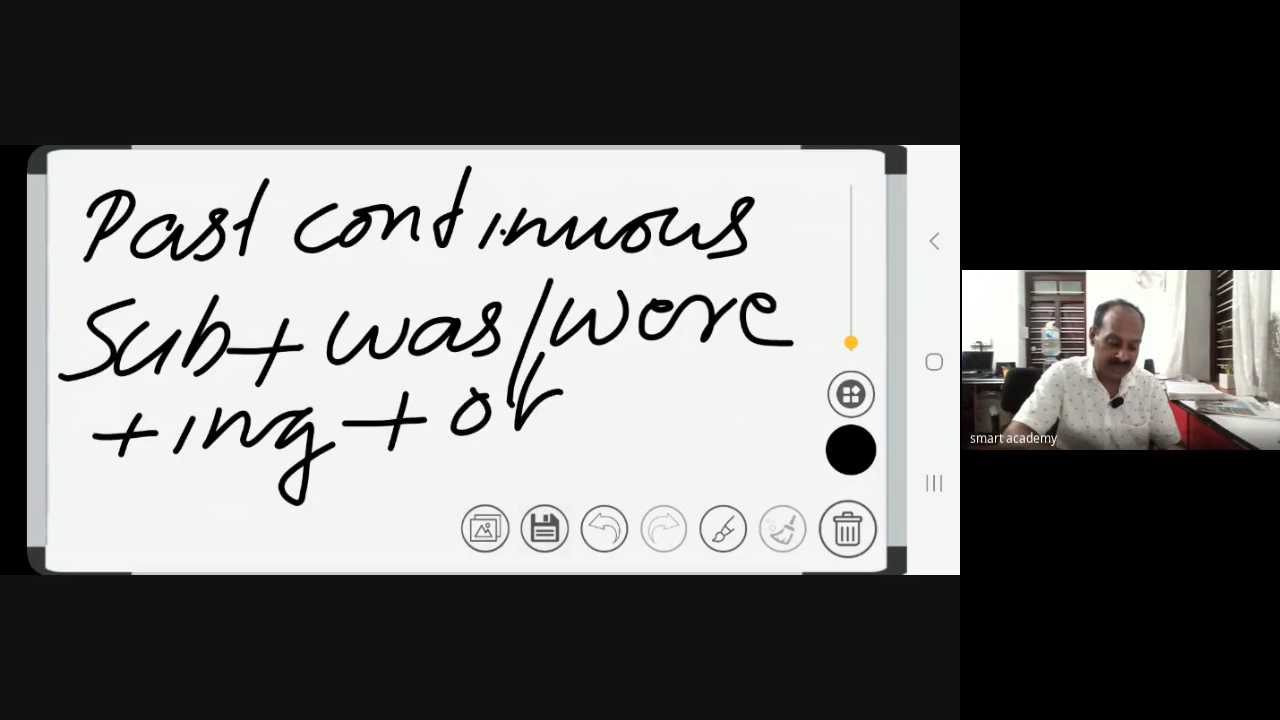 Past continuous
Sub + was/were
+ ing + or
smart academy